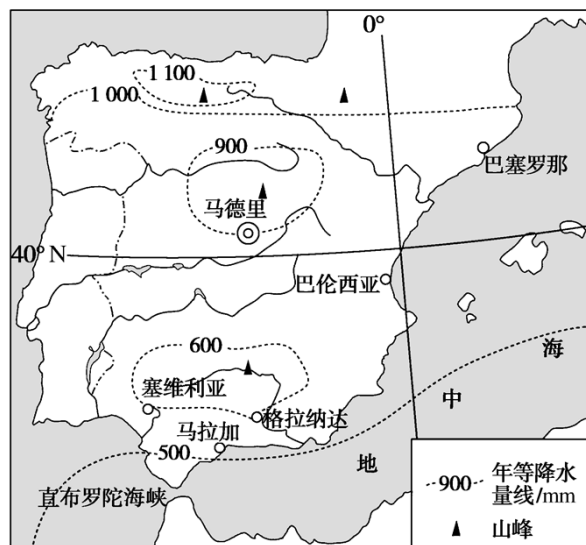 0°
1 100
1 000
900
巴塞罗那
马德里
40° N
巴伦西亚
600
海
塞维利亚
中
格拉纳达
马拉加
500
地
直布罗陀海峡
900 年等降水
量线/mm
山峰